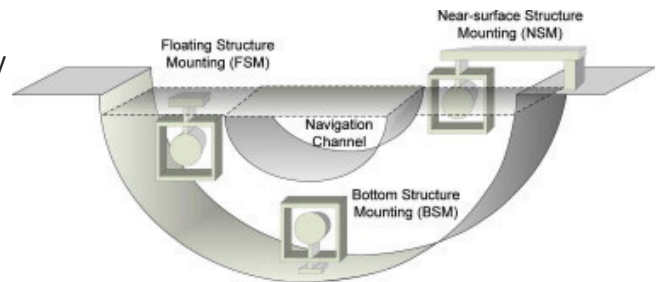 Near-surface Structure
Mounting (NSM)
Floating Structure
Mounting (FSM)
Navigation
Channel
Bottom Structure
Mounting (BSM)